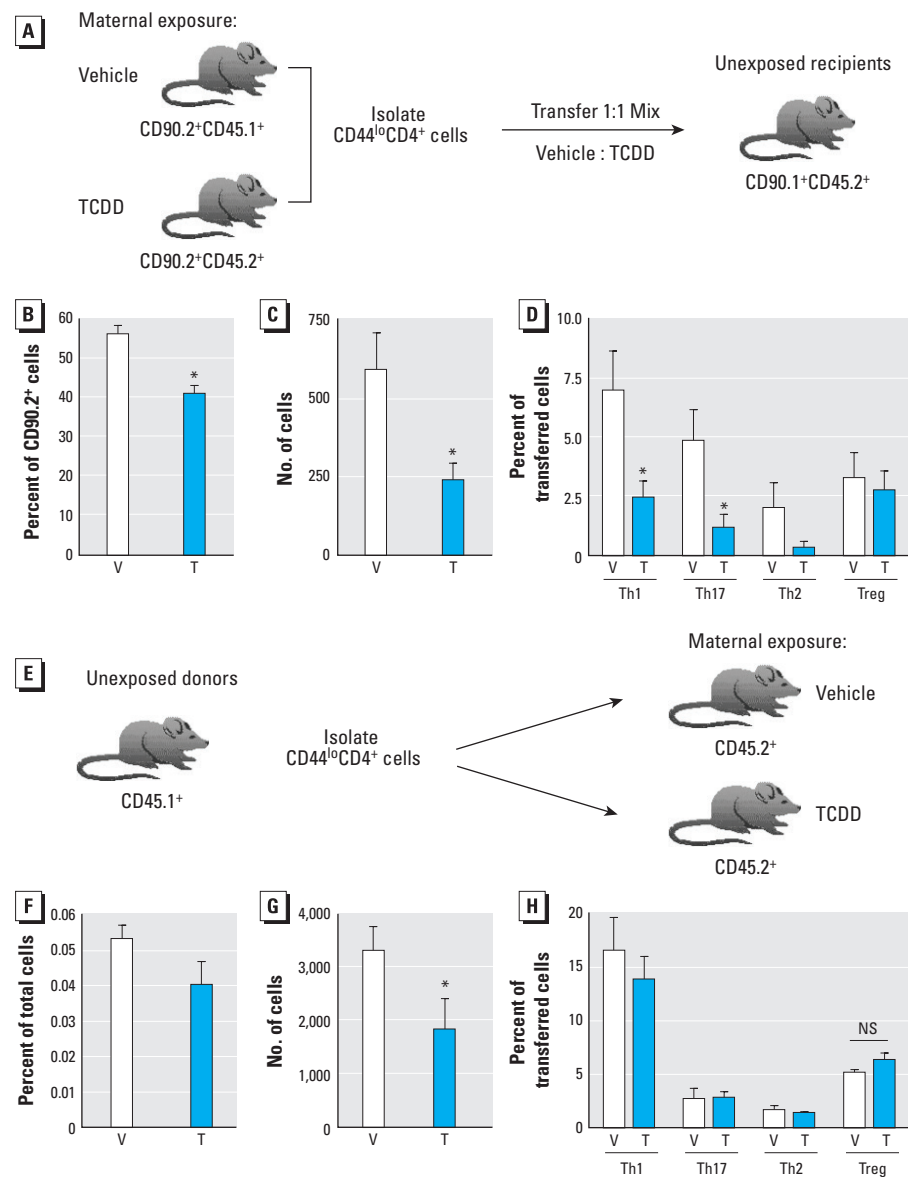 A
Maternal exposure:
Vehicle
CD90.2+CD45.1+
TCDD
CD90.2+CD45.2+
Isolate
CD44loCD4+ cells
Transfer 1:1 Mix
Vehicle : TCDD
Unexposed recipients
CD90.1+CD45.2+
B
Percent of CD90.2+ cells
60
50
40
30
20
10
0
*
V T
C
No. of cells
750
500
250
0
*
V T
D
Percent of
transferred cells
10.0
7.5
5.0
2.5
0
*
*
V T V T V T V T
Th1 Th17 Th2 Treg
E
Unexposed donors
CD45.1+
Isolate
CD44loCD4+ cells
Maternal exposure:
Vehicle
CD45.2+
TCDD
CD45.2+
F
Percent of total cells
0.06
0.05
0.04
0.03
0.02
0.01
0
V T
G
No. of cells
4,000
3,000
2,000
1,000
0
*
V T
H
Percent of
transferred cells
20
15
10
5
0
NS
V T V T V T V T
Th1 Th17 Th2 Treg